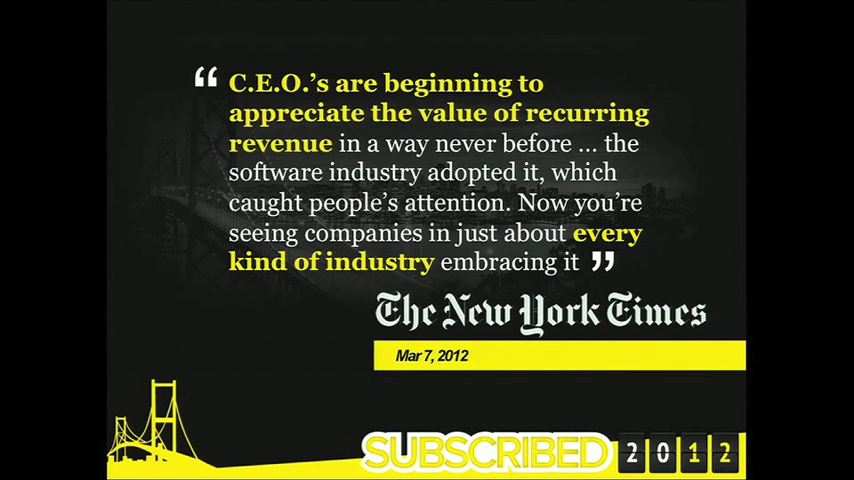 “ C.E.O.’s are beginning to
appreciate the value of recurring
revenue in a way never before ... the
software industry adopted it, which
caught people’s attention. Now you’re
seeing companies in just about every
kind of industry embracing it ”
The New York Times
Mar 7, 2012
SUBSCRIBED 2012